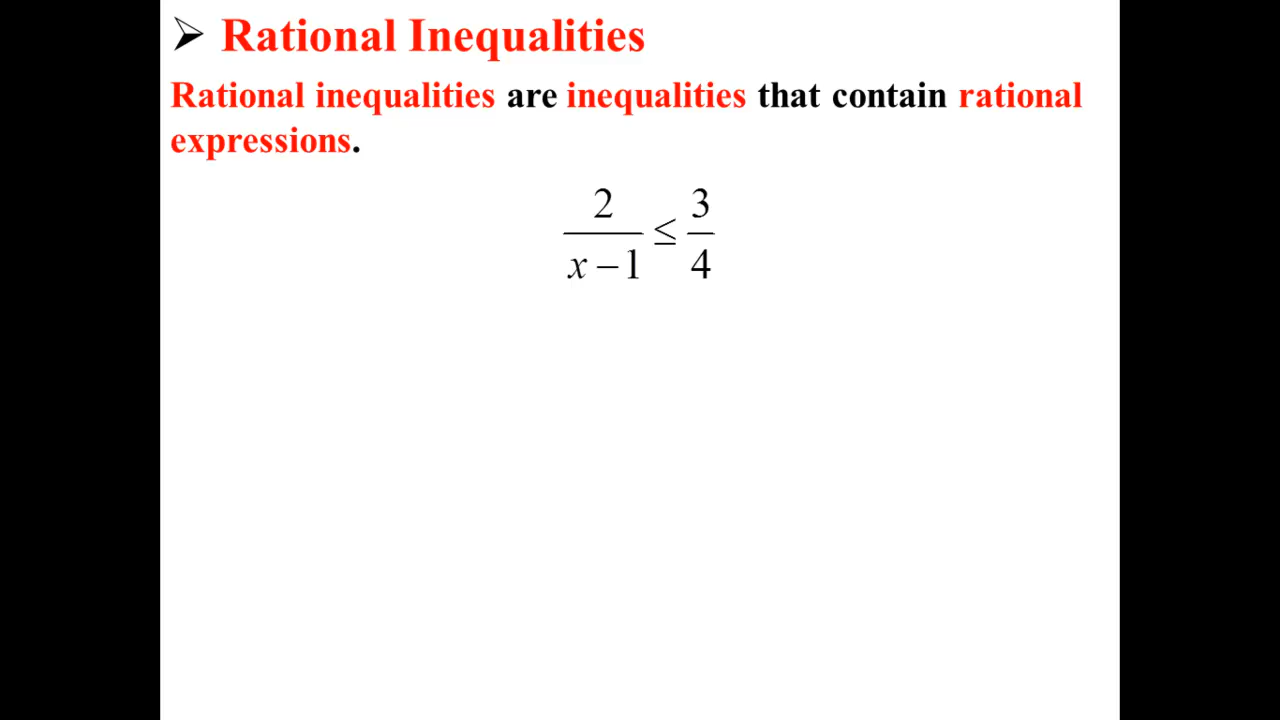 ➢ Rational Inequalities
Rational inequalities are inequalities that contain rational
expressions.
2/(x − 1) ≤ 3/4